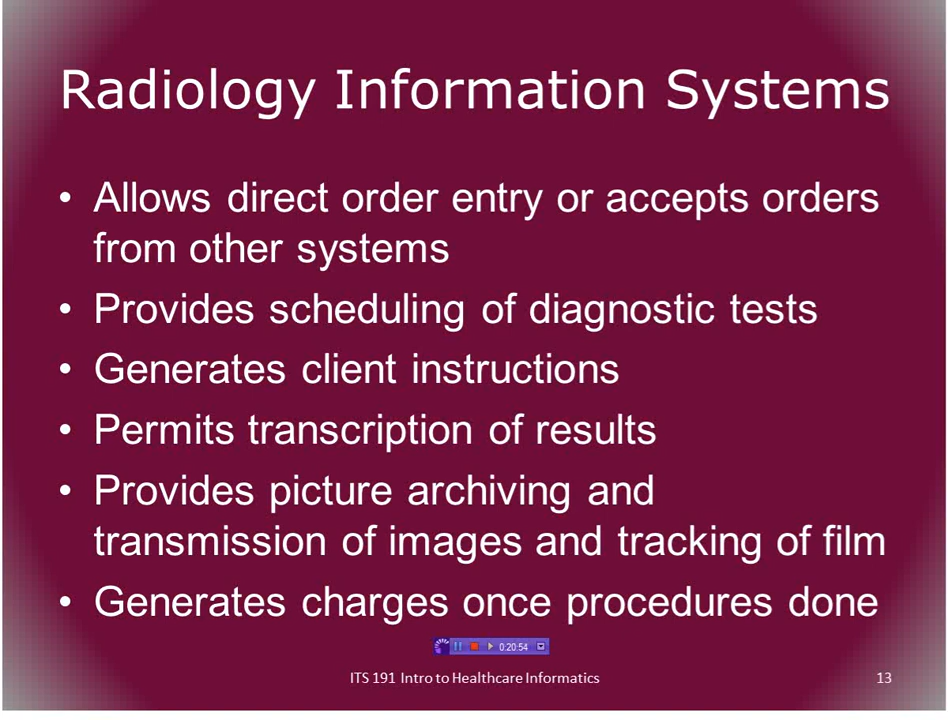 Radiology Information Systems
• Allows direct order entry or accepts orders
from other systems
• Provides scheduling of diagnostic tests
• Generates client instructions
• Permits transcription of results
• Provides picture archiving and
transmission of images and tracking of film
• Generates charges once procedures done
0:20:54
ITS 191 Intro to Healthcare Informatics
13